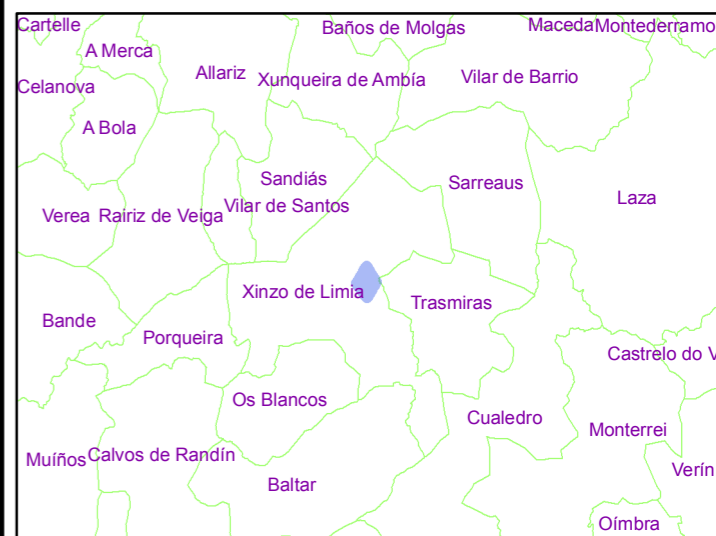 Cartelle
Baños de Molgas
Maceda
Montederramo
A Merca
Allariz
Xunqueira de Ambía
Vilar de Barrio
Celanova
A Bola
Sandiás
Sarreaus
Laza
Verea
Rairiz de Veiga
Vilar de Santos
Xinzo de Limia
Trasmiras
Bande
Porqueira
Castrelo do V
Os Blancos
Cualedro
Monterrei
Muíños
Calvos de Randín
Verín
Baltar
Oímbra